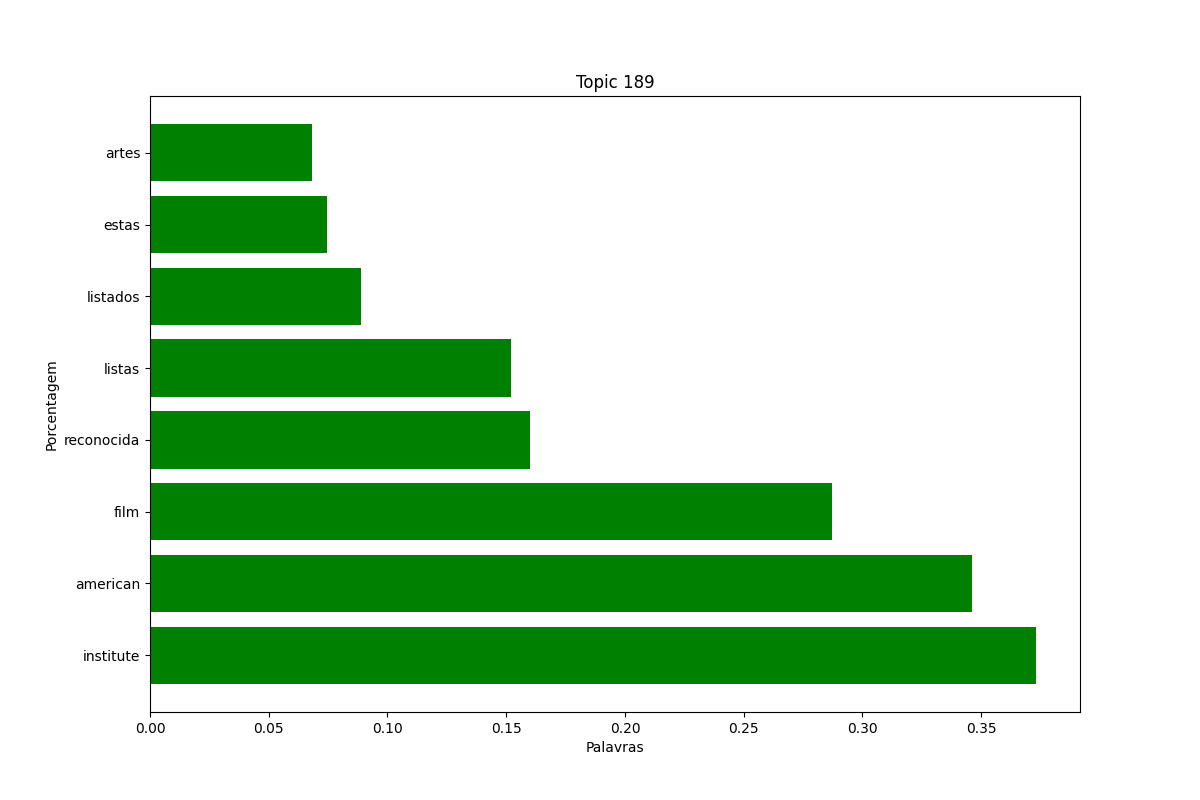 Topic 189
artes
estas
listados
listas
reconocida
film
american
institute
Porcentagem
0.00 0.05 0.10 0.15 0.20 0.25 0.30 0.35
Palavras